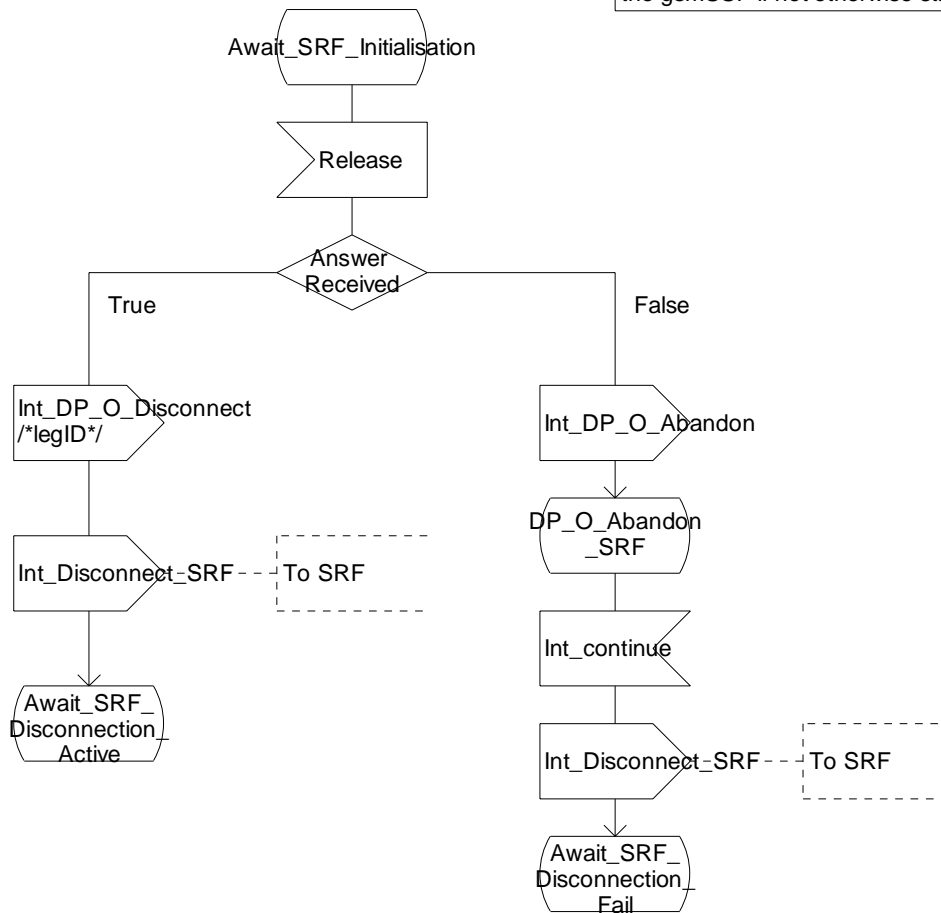 Await_SRF_Initialisation
Release
Answer
Received
True
False
Int_DP_O_Disconnect
/*legID*/
Int_DP_O_Abandon
DP_O_Abandon
_SRF
Int_Disconnect_SRF
To SRF
Int_continue
Await_SRF_
Disconnection_
Active
Int_Disconnect_SRF
To SRF
Await_SRF_
Disconnection_
Fail